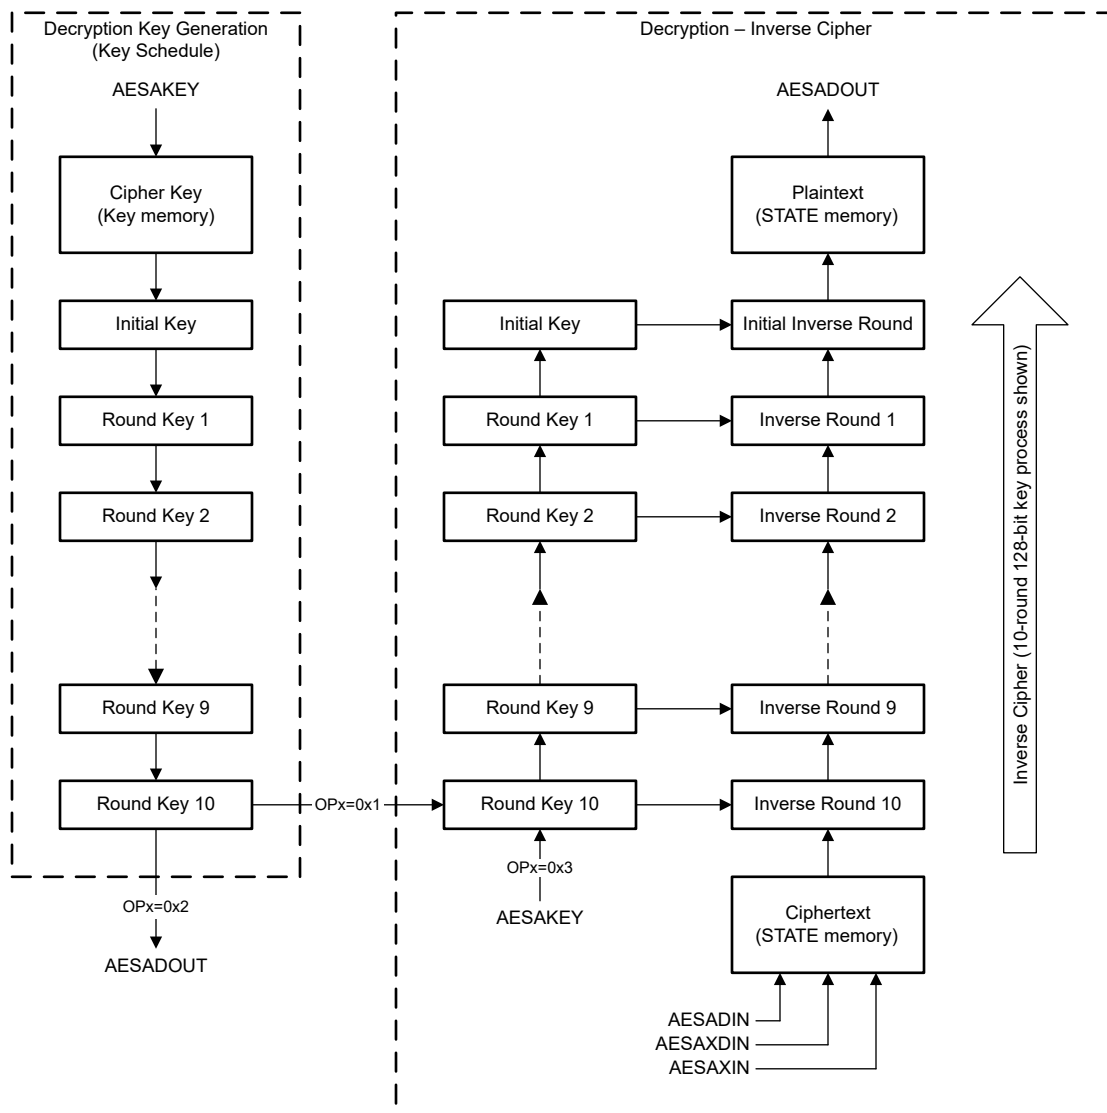 Decryption Key Generation
(Key Schedule)
AESAKEY
Cipher Key
(Key memory)
Initial Key
Round Key 1
Round Key 2
Round Key 9
Round Key 10
OPx=0x1
OPx=0x2
AESADOUT
Decryption – Inverse Cipher
AESADOUT
Plaintext
(STATE memory)
Initial Key
Initial Inverse Round
Round Key 1
Inverse Round 1
Round Key 2
Inverse Round 2
Round Key 9
Inverse Round 9
Round Key 10
Inverse Round 10
OPx=0x3
AESAKEY
Ciphertext
(STATE memory)
AESADIN
AESAXDIN
AESAXIN
Inverse Cipher (10-round 128-bit key process shown)